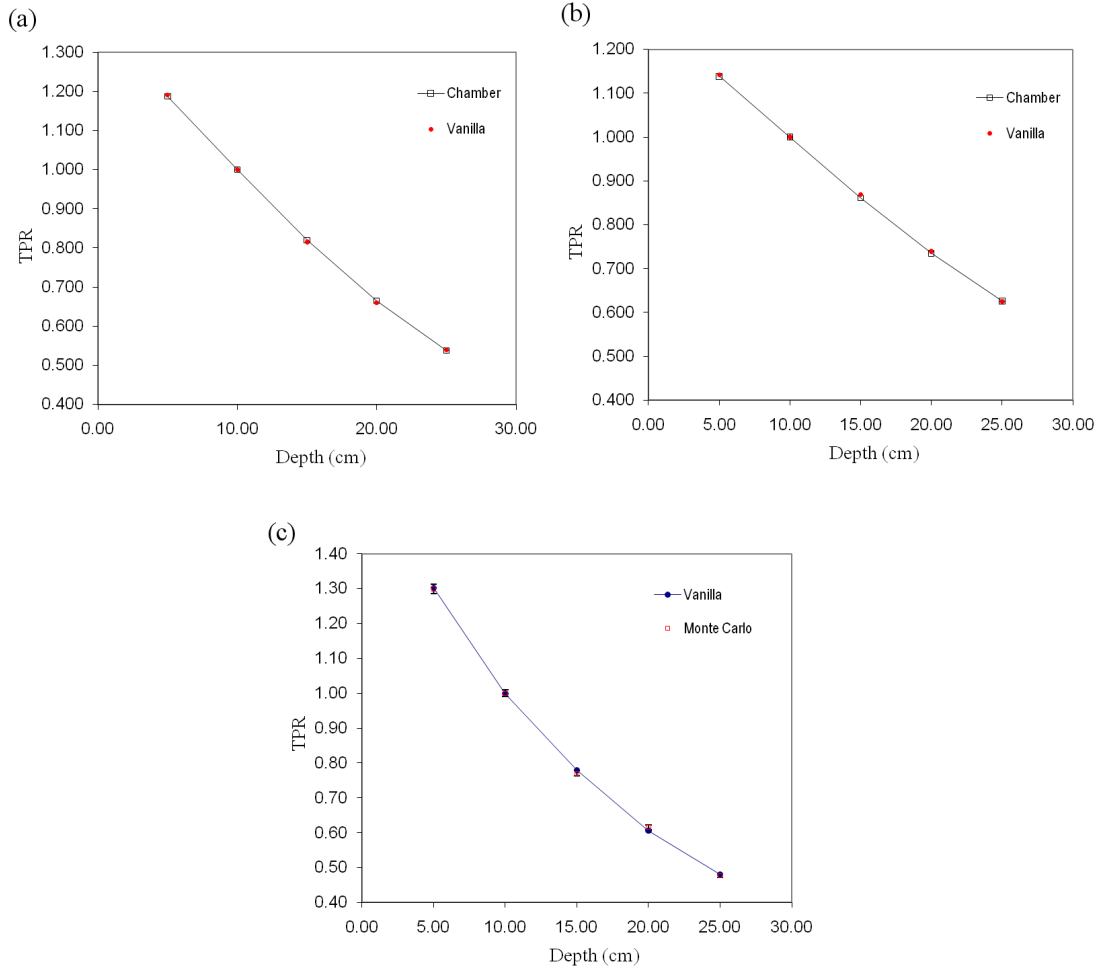 (a)
1.300
1.200
1.100
1.000
0.900
0.800
0.700
0.600
0.500
0.400
TPR
0.00 10.00 20.00 30.00
Depth (cm)
Chamber
Vanilla
(b)
1.200
1.100
1.000
0.900
0.800
0.700
0.600
0.500
0.400
TPR
0.00 5.00 10.00 15.00 20.00 25.00 30.00
Depth (cm)
Chamber
Vanilla
(c)
1.40
1.30
1.20
1.10
1.00
0.90
0.80
0.70
0.60
0.50
0.40
TPR
0.00 5.00 10.00 15.00 20.00 25.00 30.00
Depth (cm)
Vanilla
Monte Carlo